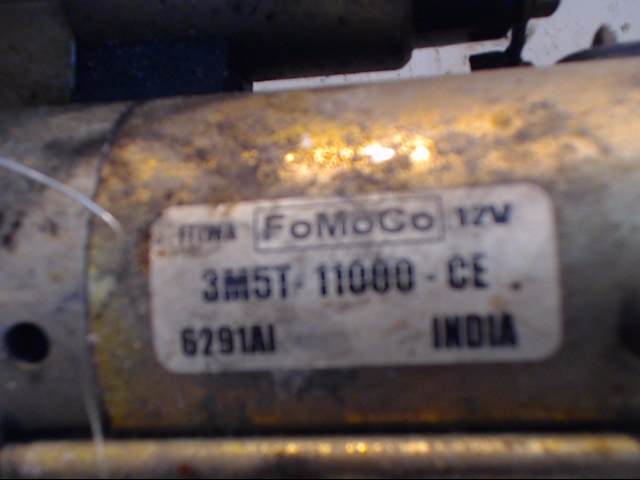 FoMoCo 12V
3M5T-11000-CE
6291AI INDIA